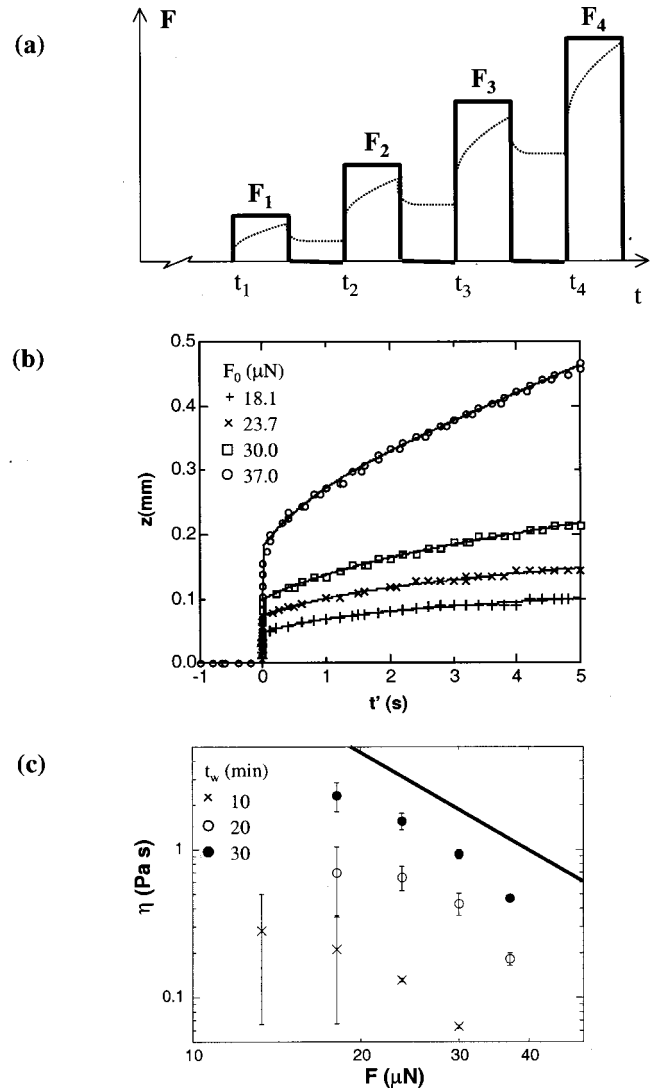 (a)
F
F₁
F₂
F₃
F₄
t₁
t₂
t₃
t₄
t
(b)
0.5
0.4
0.3
0.2
0.1
0.0
z(mm)
F₀ (μN)
+ 18.1
× 23.7
□ 30.0
○ 37.0
-1 0 1 2 3 4 5
t' (s)
(c)
t_w (min)
× 10
○ 20
● 30
1
0.1
η (Pa s)
10 20 30 40
F (μN)